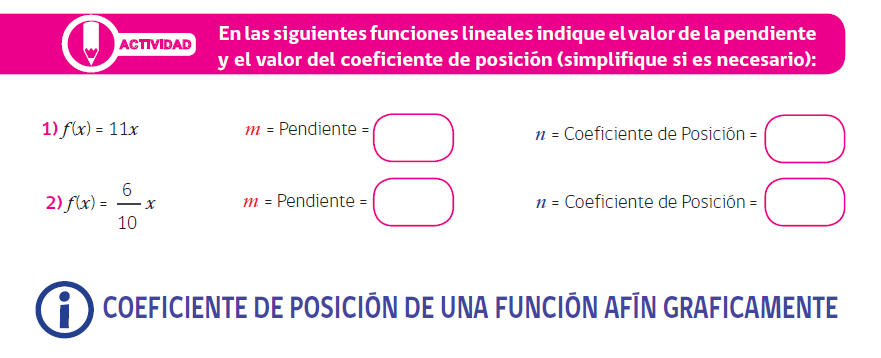 ACTIVIDAD
En las siguientes funciones lineales indique el valor de la pendiente
y el valor del coeficiente de posición (simplifique si es necesario):
1) f(x) = 11x m = Pendiente = n = Coeficiente de Posición =
2) f(x) = 6/10 x m = Pendiente = n = Coeficiente de Posición =
i COEFICIENTE DE POSICIÓN DE UNA FUNCIÓN AFÍN GRAFICAMENTE